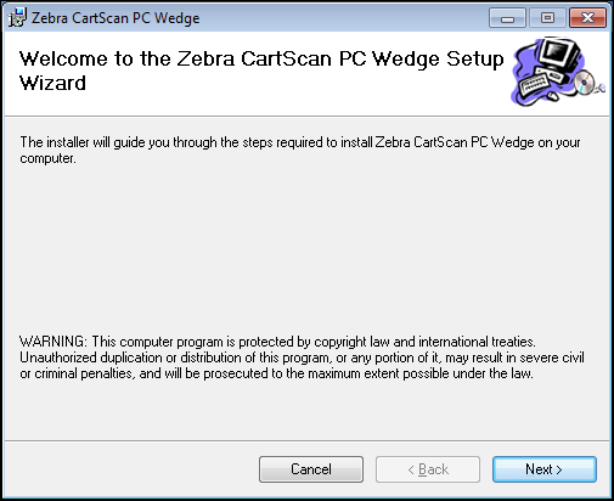 Zebra CartScan PC Wedge
Welcome to the Zebra CartScan PC Wedge Setup
Wizard
The installer will guide you through the steps required to install Zebra CartScan PC Wedge on your
computer.
WARNING: This computer program is protected by copyright law and international treaties.
Unauthorized duplication or distribution of this program, or any portion of it, may result in severe civil
or criminal penalties, and will be prosecuted to the maximum extent possible under the law.
Cancel < Back Next >